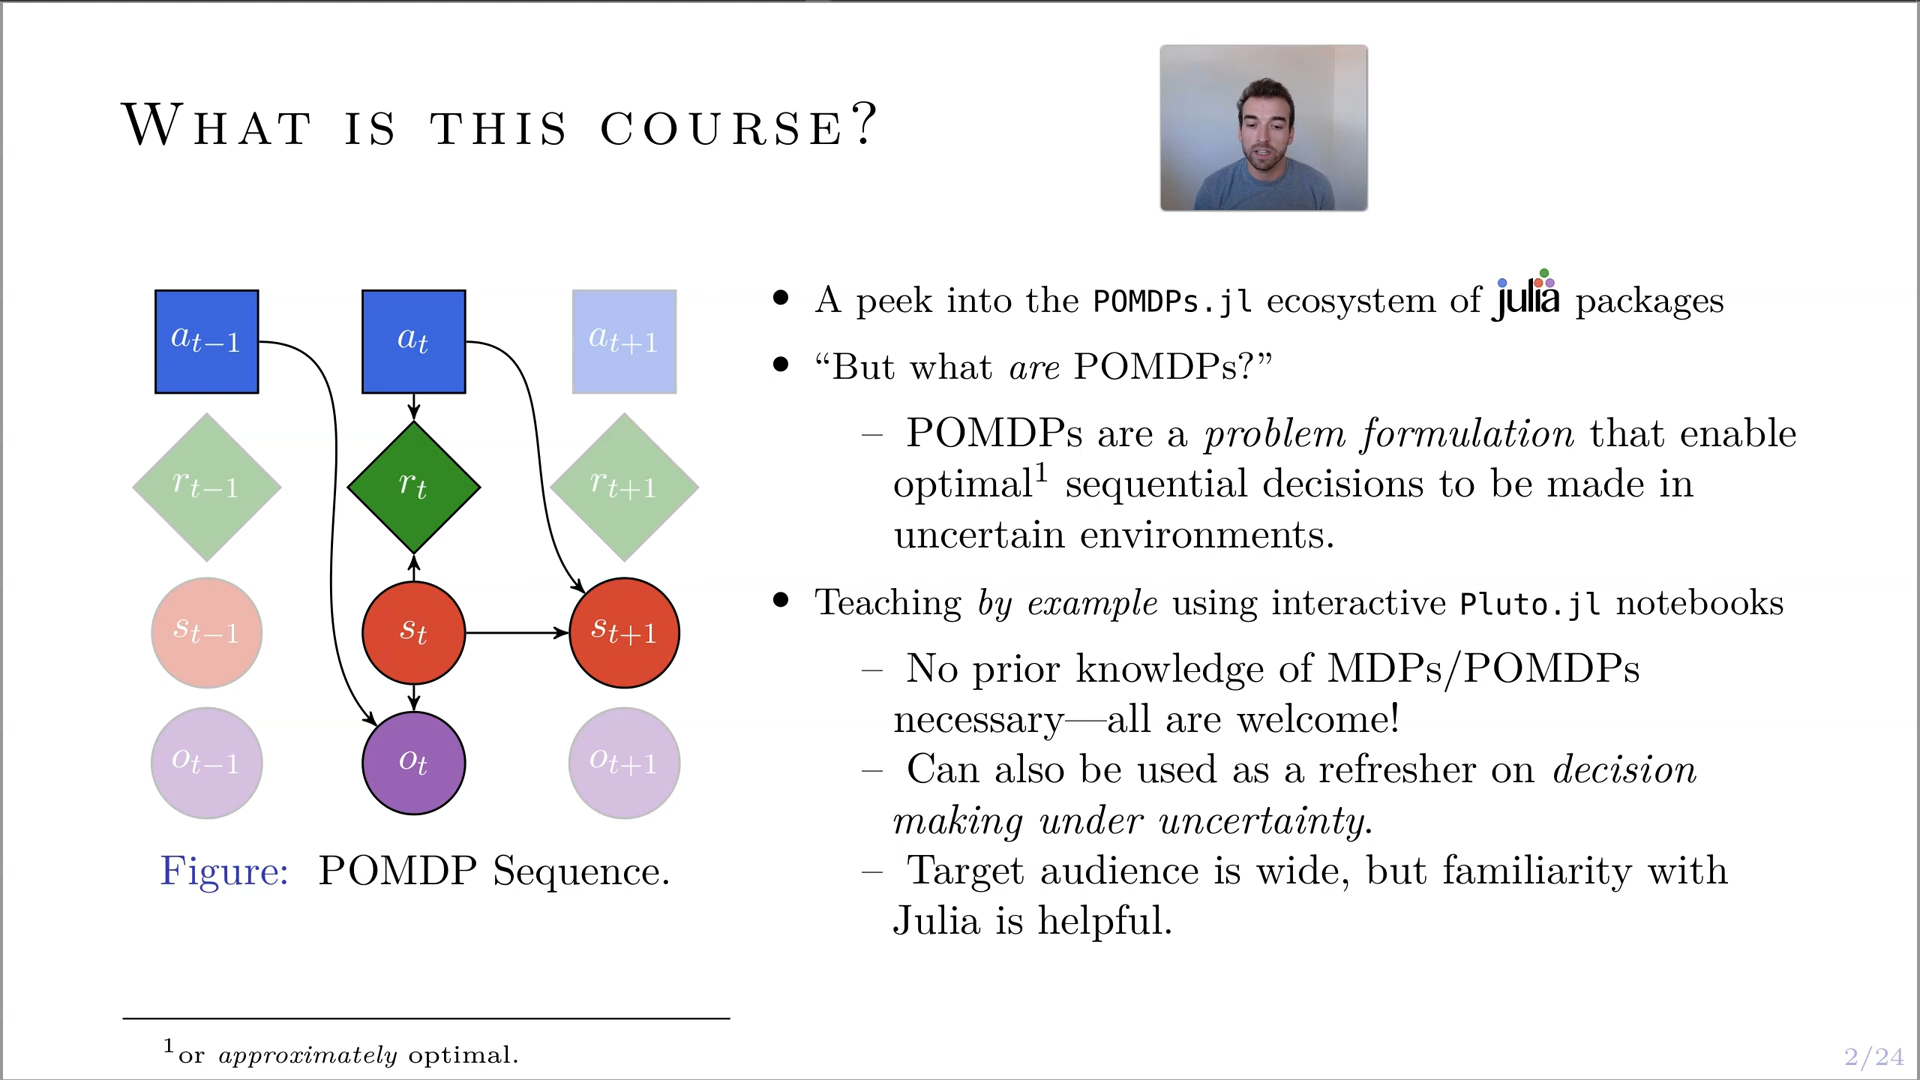 WHAT IS THIS COURSE?
a_{t−1} a_t a_{t+1}
r_{t−1} r_t r_{t+1}
s_{t−1} s_t s_{t+1}
o_{t−1} o_t o_{t+1}
Figure: POMDP Sequence.
• A peek into the POMDPs.jl ecosystem of julia packages
• “But what are POMDPs?”
– POMDPs are a problem formulation that enable
optimal¹ sequential decisions to be made in
uncertain environments.
• Teaching by example using interactive Pluto.jl notebooks
– No prior knowledge of MDPs/POMDPs
necessary—all are welcome!
– Can also be used as a refresher on decision
making under uncertainty.
– Target audience is wide, but familiarity with
Julia is helpful.
¹or approximately optimal.
2/24